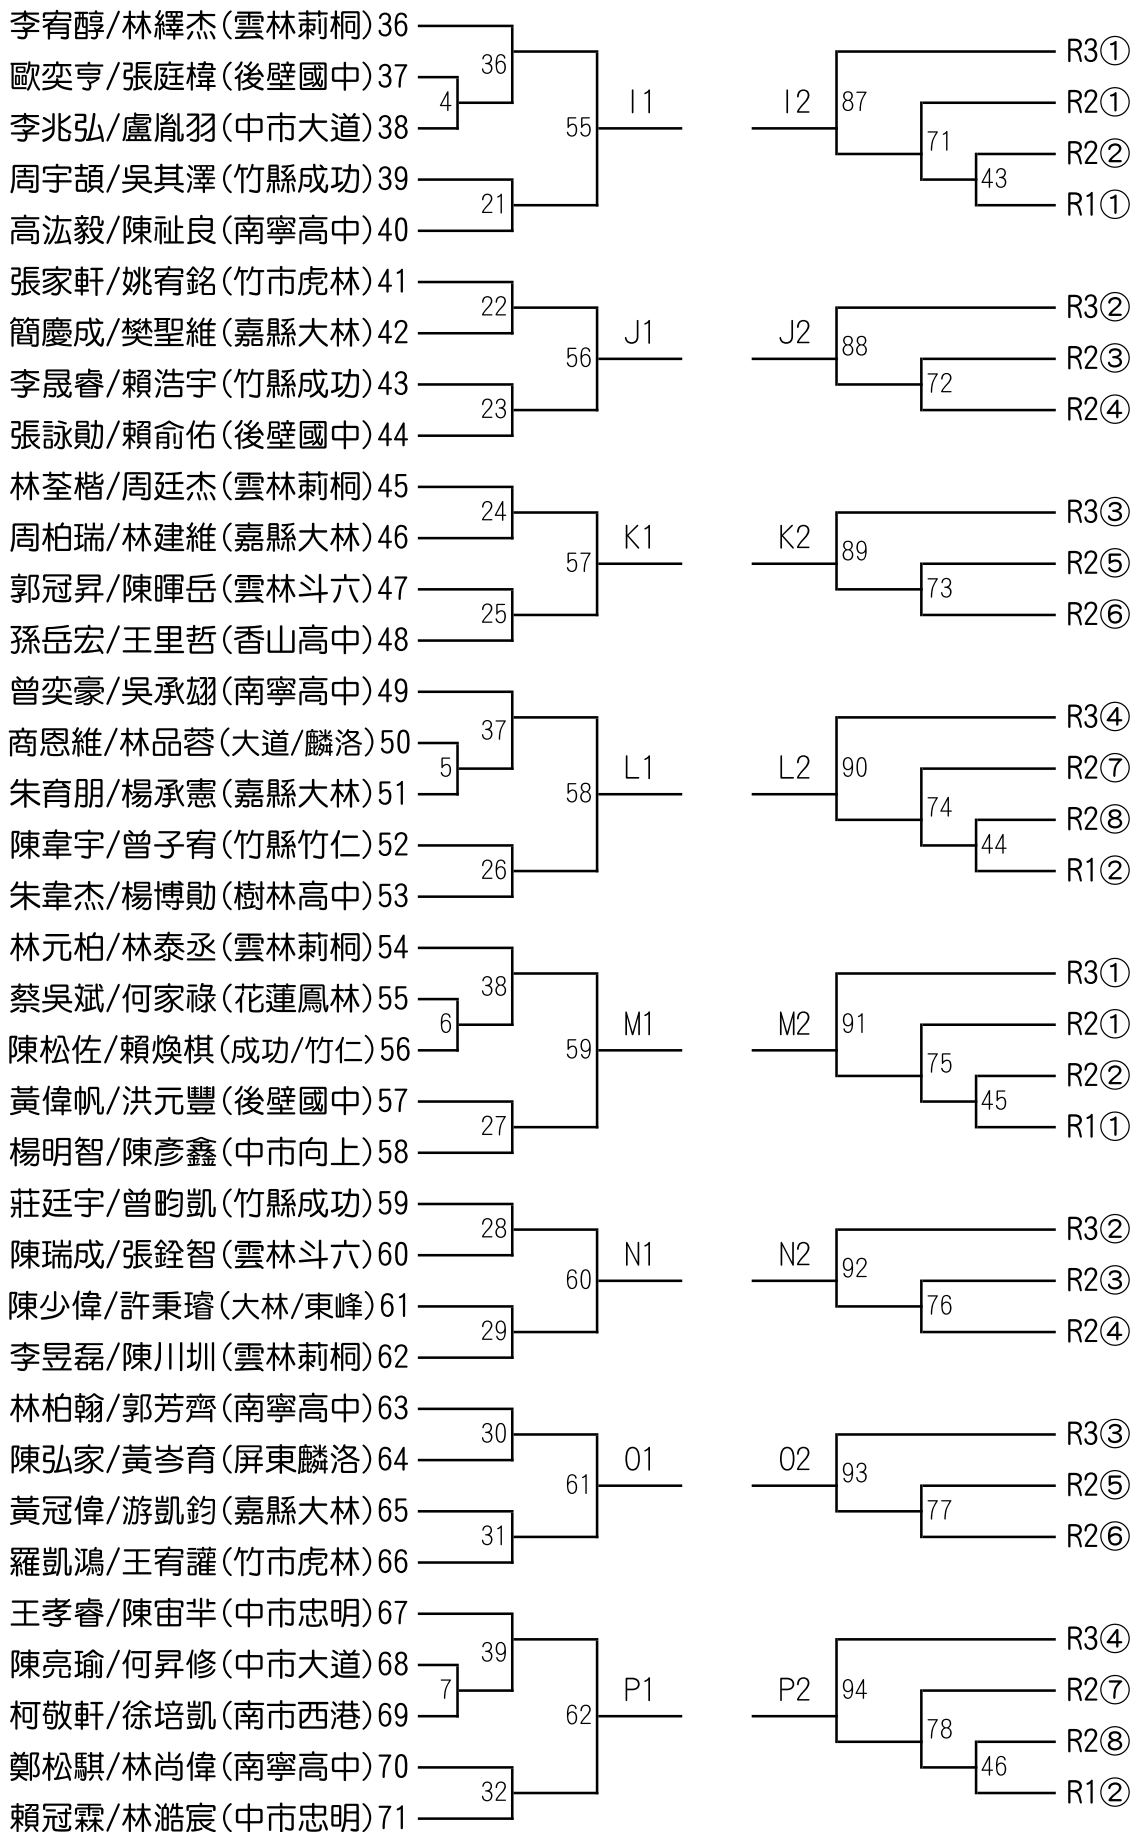 李宥醇/林繹杰(雲林莿桐)36
歐奕亨/張庭楎(後壁國中)37
李兆弘/盧胤羽(中市大道)38
周宇頡/吳其澤(竹縣成功)39
高汯毅/陳祉良(南寧高中)40
36
4
21
55
I1
I2
87
71
43
R3①
R2①
R2②
R1①
張家軒/姚宥銘(竹市虎林)41
簡慶成/樊聖維(嘉縣大林)42
李晟睿/賴浩宇(竹縣成功)43
張詠勛/賴俞佑(後壁國中)44
22
23
56
J1
J2
88
72
R3②
R2③
R2④
林荃楷/周廷杰(雲林莿桐)45
周柏瑞/林建維(嘉縣大林)46
郭冠昇/陳暉岳(雲林斗六)47
孫岳宏/王里哲(香山高中)48
24
25
57
K1
K2
89
73
R3③
R2⑤
R2⑥
曾奕豪/吳承翃(南寧高中)49
商恩維/林品蓉(大道/麟洛)50
朱育朋/楊承憲(嘉縣大林)51
陳韋宇/曾子宥(竹縣竹仁)52
朱韋杰/楊博勛(樹林高中)53
37
5
26
58
L1
L2
90
74
44
R3④
R2⑦
R2⑧
R1②
林元柏/林泰丞(雲林莿桐)54
蔡吳斌/何家祿(花蓮鳳林)55
陳松佐/賴煥棋(成功/竹仁)56
黃偉帆/洪元豐(後壁國中)57
楊明智/陳彥鑫(中市向上)58
38
6
27
59
M1
M2
91
75
45
R3①
R2①
R2②
R1①
莊廷宇/曾畇凱(竹縣成功)59
陳瑞成/張銓智(雲林斗六)60
陳少偉/許秉璿(大林/東峰)61
李昱磊/陳川圳(雲林莿桐)62
28
29
60
N1
N2
92
76
R3②
R2③
R2④
林柏翰/郭芳齊(南寧高中)63
陳弘家/黃岑育(屏東麟洛)64
黃冠偉/游凱鈞(嘉縣大林)65
羅凱鴻/王宥讙(竹市虎林)66
30
31
61
O1
O2
93
77
R3③
R2⑤
R2⑥
王孝睿/陳宙芈(中市忠明)67
陳亮瑜/何昇修(中市大道)68
柯敬軒/徐培凱(南市西港)69
鄭松騏/林尚偉(南寧高中)70
賴冠霖/林澔宸(中市忠明)71
39
7
32
62
P1
P2
94
78
46
R3④
R2⑦
R2⑧
R1②